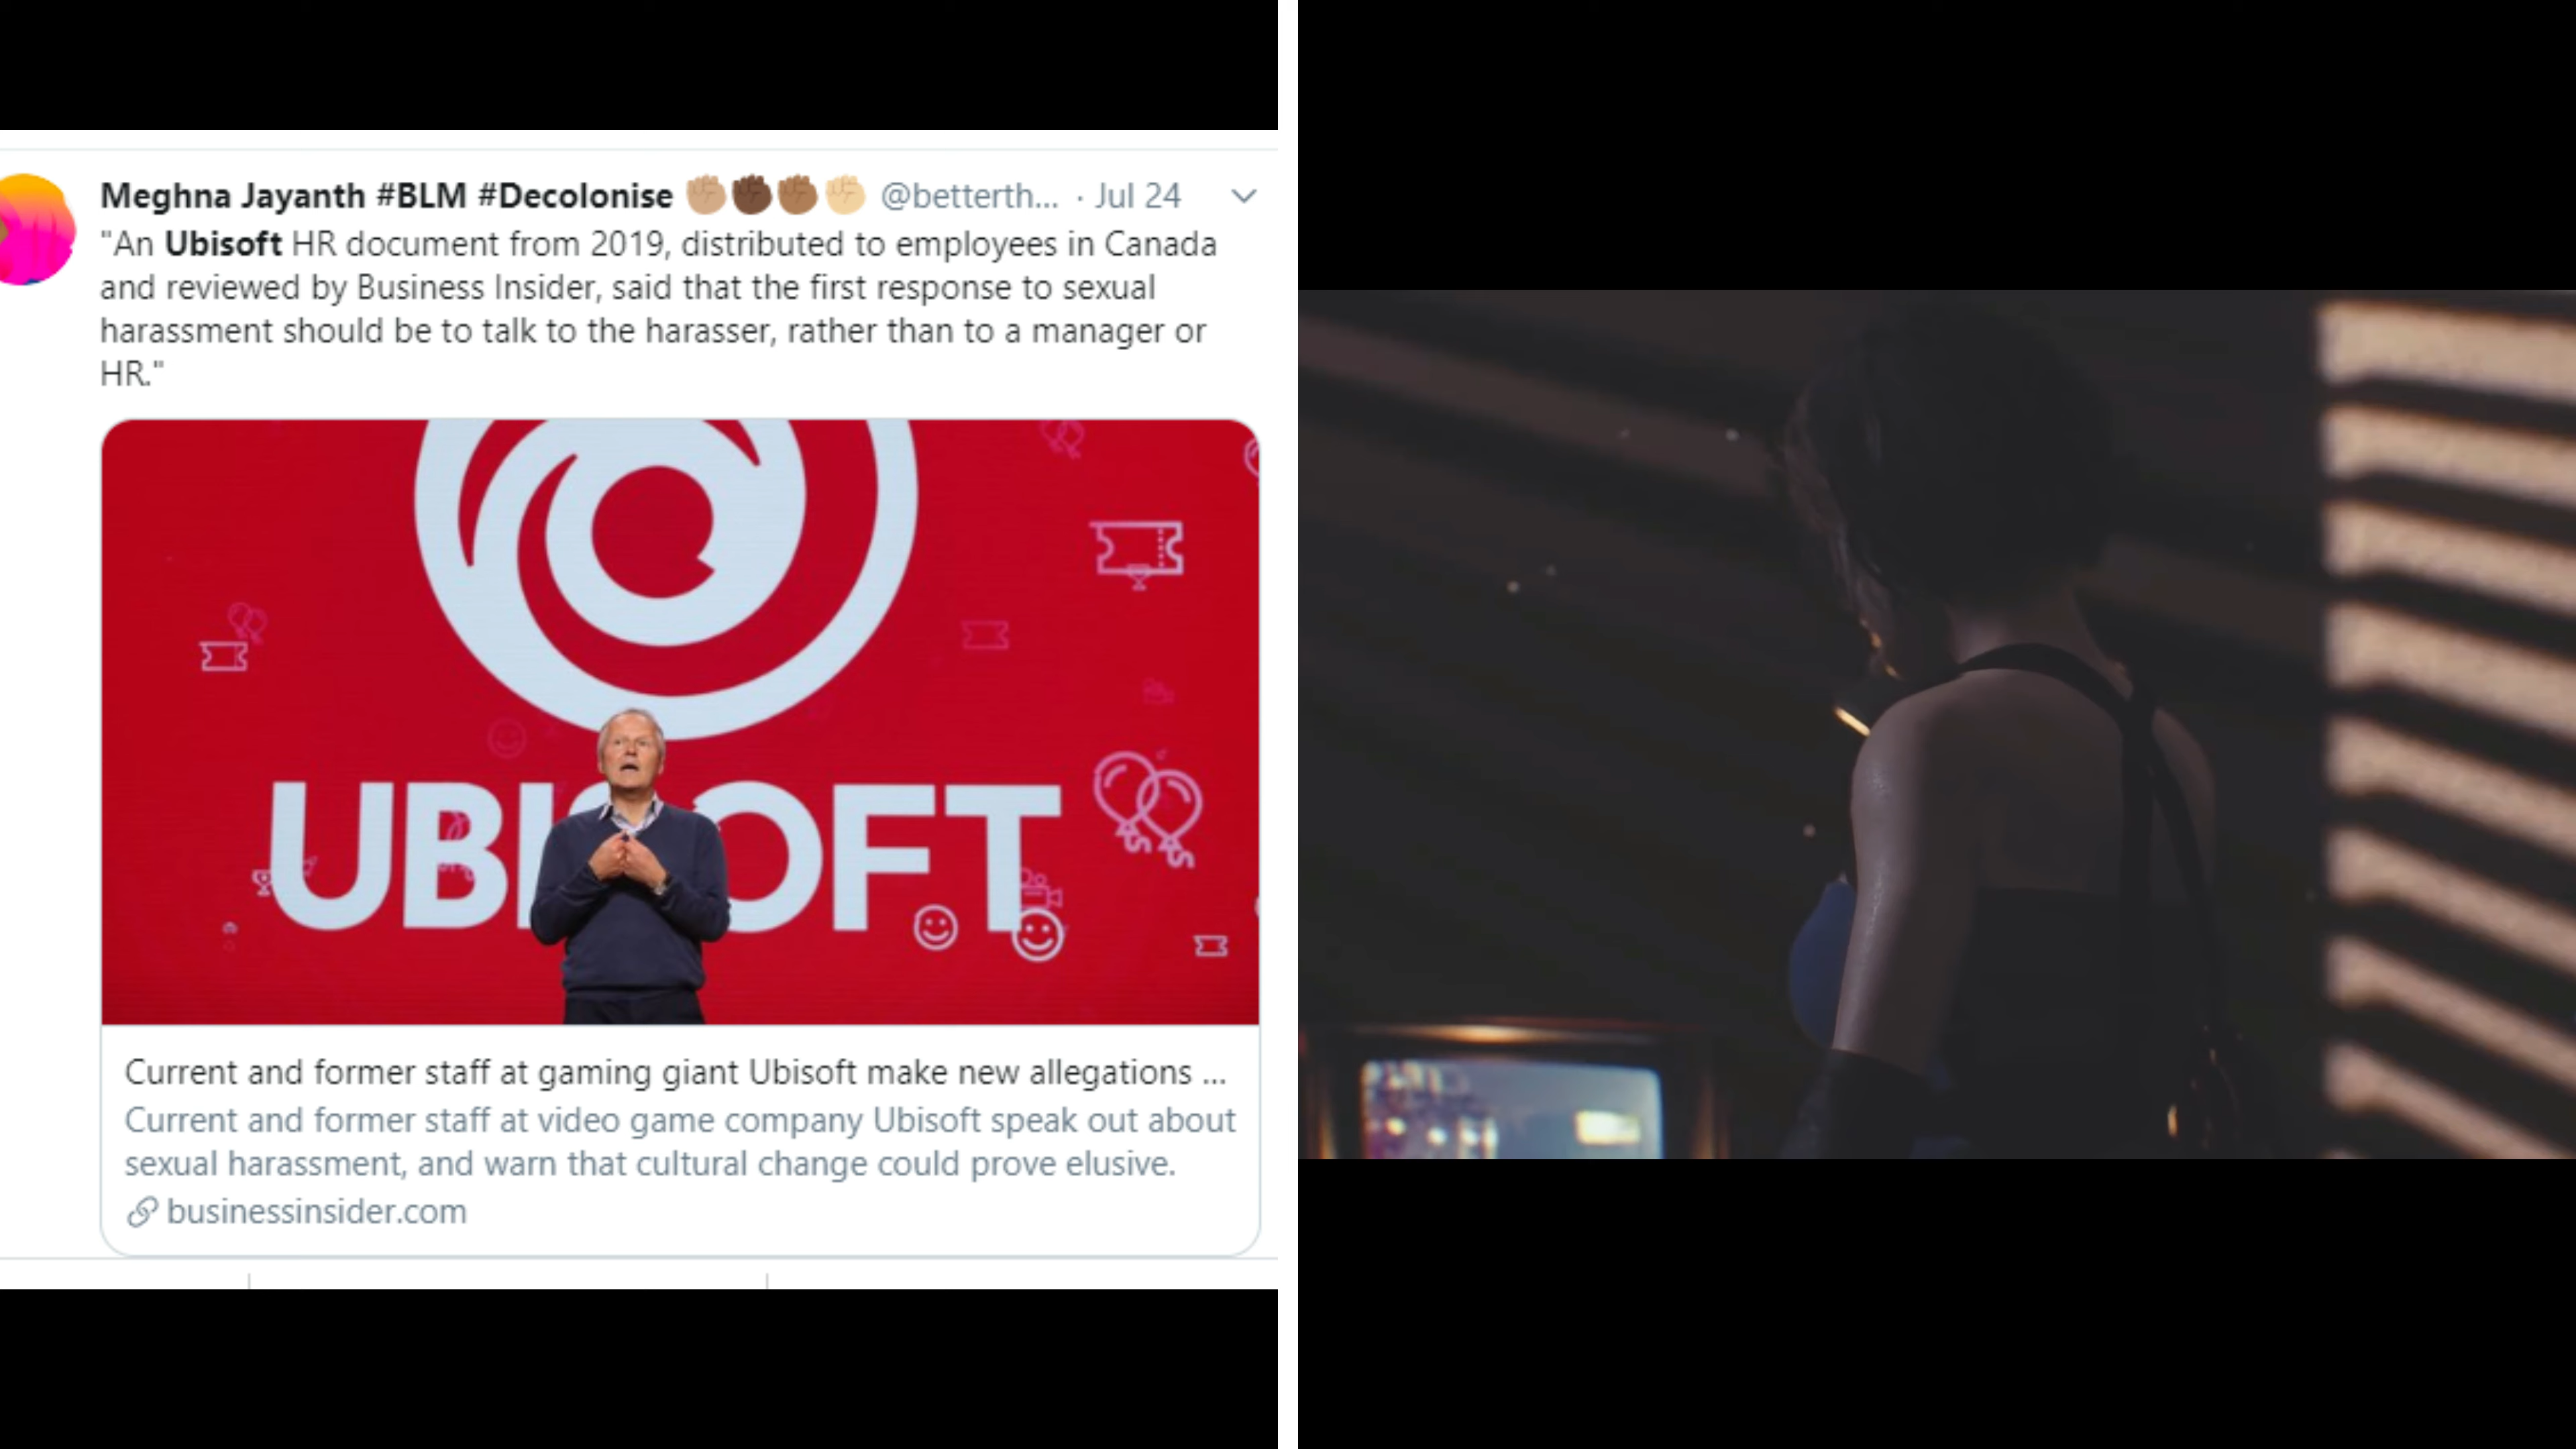 Meghna Jayanth #BLM #Decolonise ✊🏼✊🏿✊🏾✊🏼 @betterth... · Jul 24
"An Ubisoft HR document from 2019, distributed to employees in Canada
and reviewed by Business Insider, said that the first response to sexual
harassment should be to talk to the harasser, rather than to a manager or
HR."
UBISOFT
Current and former staff at gaming giant Ubisoft make new allegations ...
Current and former staff at video game company Ubisoft speak out about
sexual harassment, and warn that cultural change could prove elusive.
businessinsider.com